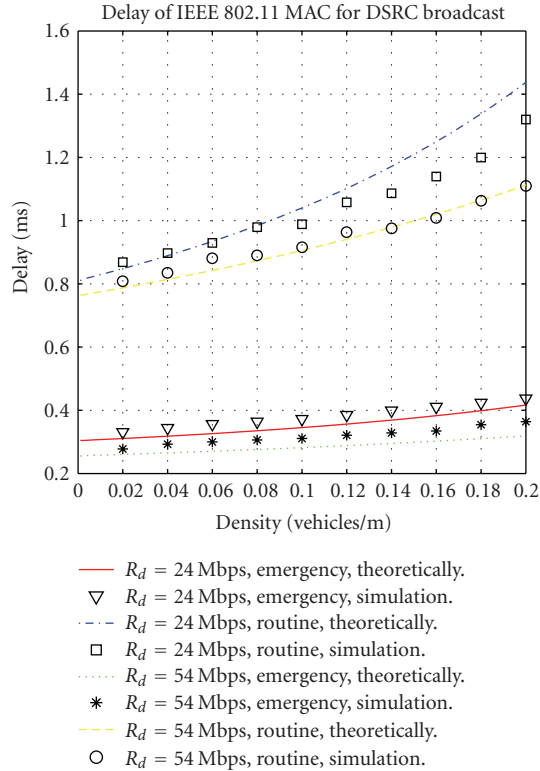 Delay of IEEE 802.11 MAC for DSRC broadcast
1.6
1.4
1.2
1
0.8
0.6
0.4
0.2
Delay (ms)
0 0.02 0.04 0.06 0.08 0.1 0.12 0.14 0.16 0.18 0.2
Density (vehicles/m)
R_d = 24 Mbps, emergency, theoretically.
R_d = 24 Mbps, emergency, simulation.
R_d = 24 Mbps, routine, theoretically.
R_d = 24 Mbps, routine, simulation.
R_d = 54 Mbps, emergency, theoretically.
R_d = 54 Mbps, emergency, simulation.
R_d = 54 Mbps, routine, theoretically.
R_d = 54 Mbps, routine, simulation.